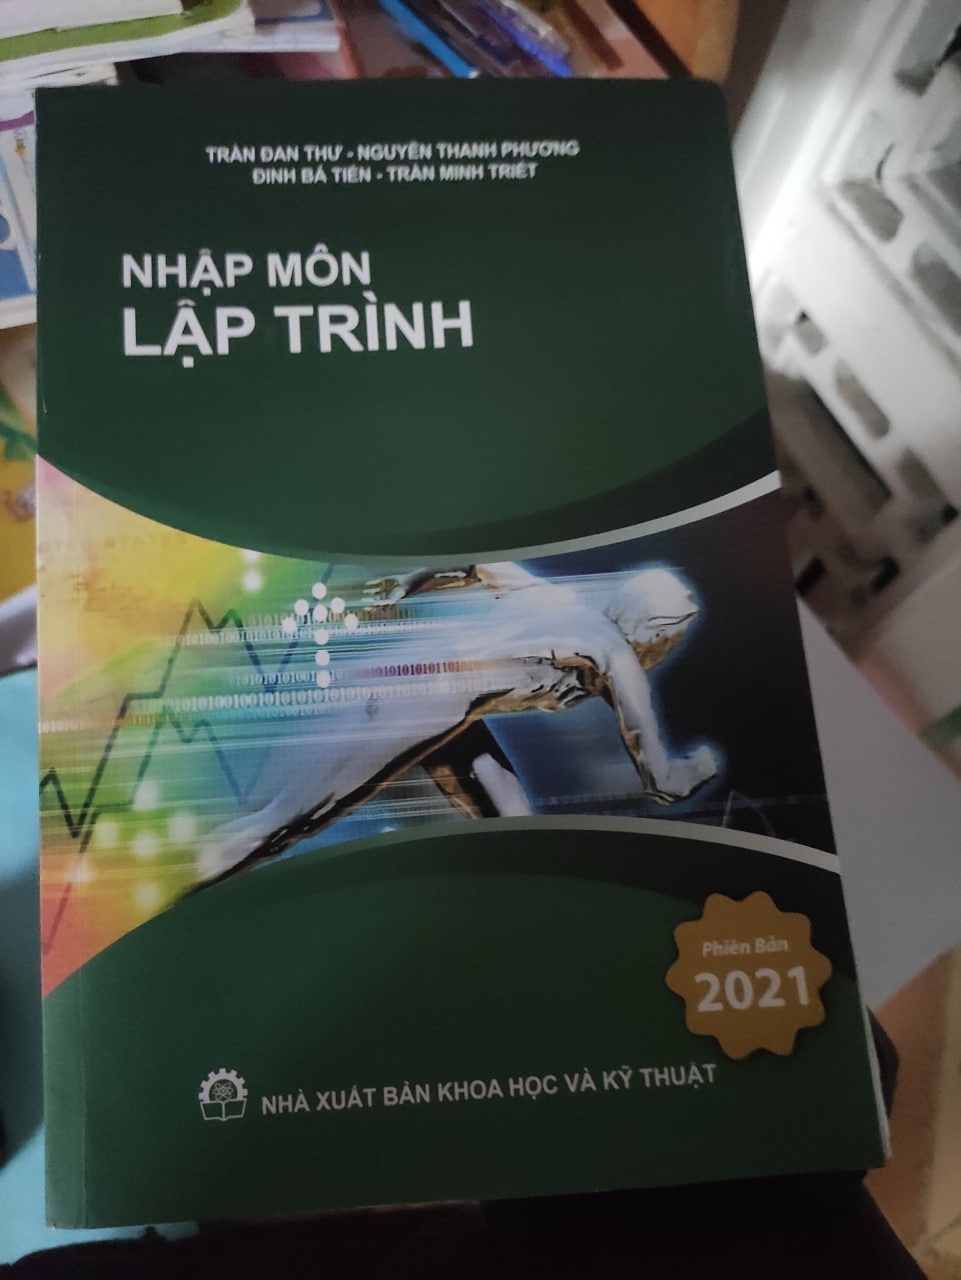 TRẦN ĐAN THƯ - NGUYỄN THANH PHƯƠNG
ĐINH BÁ TIẾN - TRẦN MINH TRIẾT
NHẬP MÔN
LẬP TRÌNH
Phiên Bản
2021
NHÀ XUẤT BẢN KHOA HỌC VÀ KỸ THUẬT